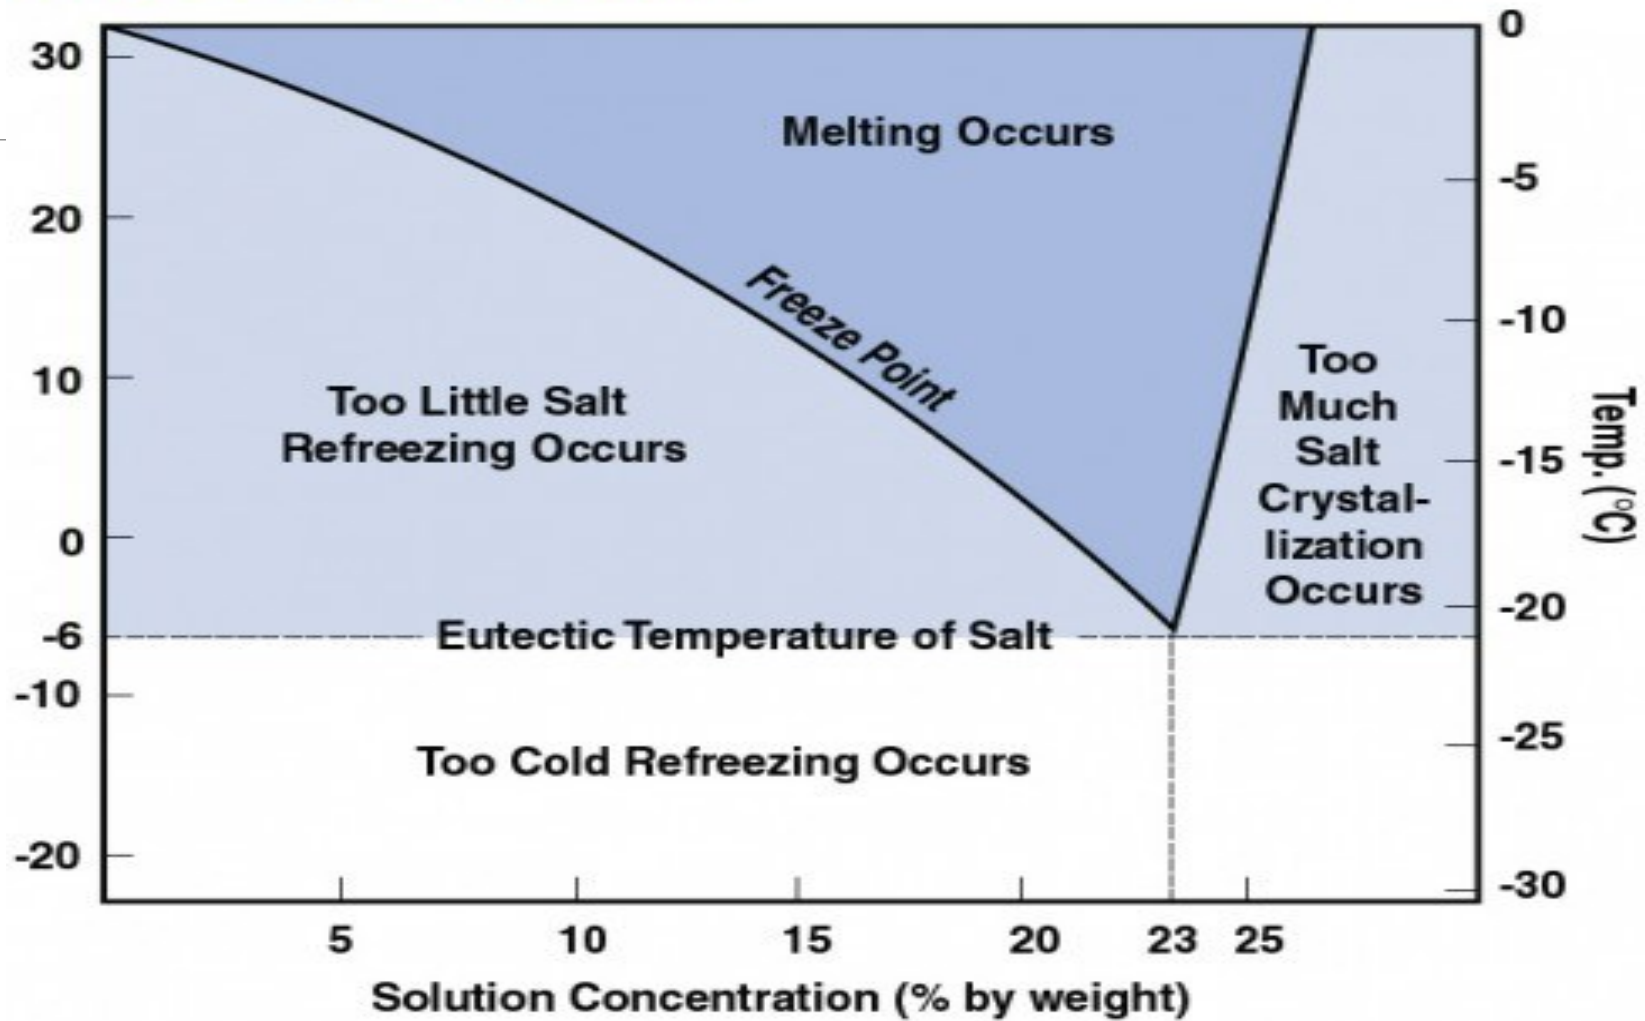 30
20
10
0
-6
-10
-20
0
-5
-10
-15
-20
-25
-30
Temp. (°C)
Melting Occurs
Freeze Point
Too Little Salt
Refreezing Occurs
Too
Much
Salt
Crystal-
lization
Occurs
Eutectic Temperature of Salt
Too Cold Refreezing Occurs
5 10 15 20 23 25
Solution Concentration (% by weight)